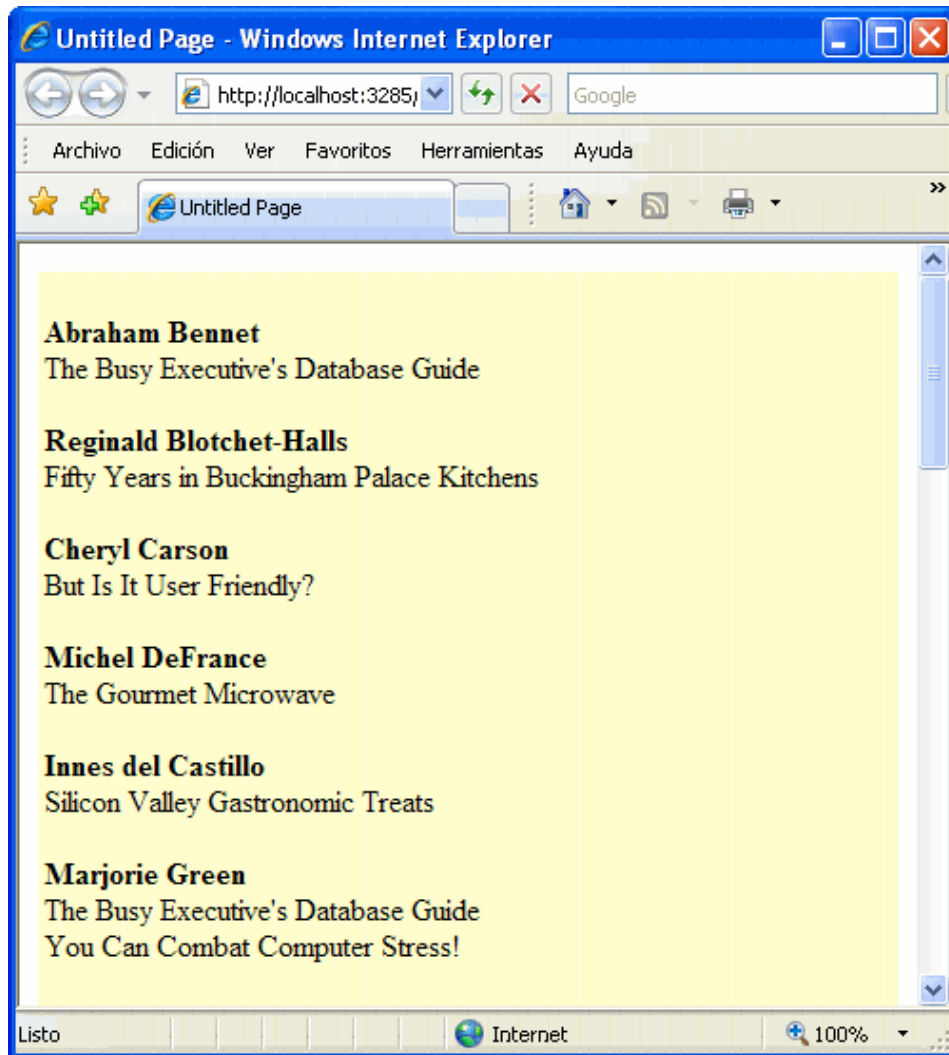 Untitled Page - Windows Internet Explorer
http://localhost:3285/
Google
Archivo Edición Ver Favoritos Herramientas Ayuda
Untitled Page
»
Abraham Bennet
The Busy Executive's Database Guide
Reginald Blotchet-Halls
Fifty Years in Buckingham Palace Kitchens
Cheryl Carson
But Is It User Friendly?
Michel DeFrance
The Gourmet Microwave
Innes del Castillo
Silicon Valley Gastronomic Treats
Marjorie Green
The Busy Executive's Database Guide
You Can Combat Computer Stress!
Listo Internet 100%